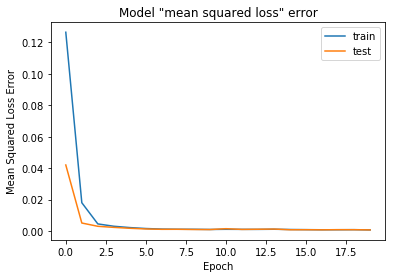 Model "mean squared loss" error
train
test
Mean Squared Loss Error
0.12
0.10
0.08
0.06
0.04
0.02
0.00
0.0 2.5 5.0 7.5 10.0 12.5 15.0 17.5
Epoch